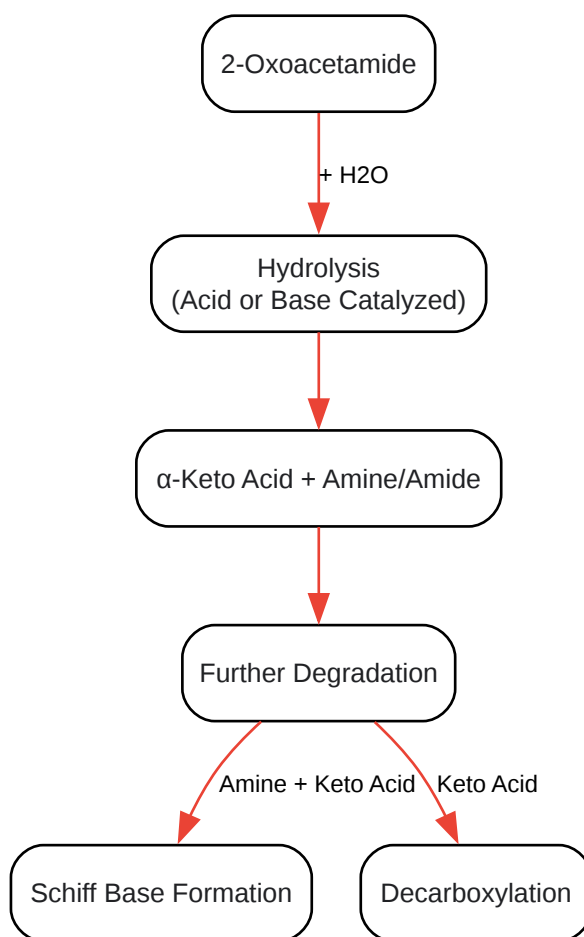 2-Oxoacetamide
+ H2O
Hydrolysis
(Acid or Base Catalyzed)
α-Keto Acid + Amine/Amide
Further Degradation
Amine + Keto Acid
Keto Acid
Schiff Base Formation
Decarboxylation